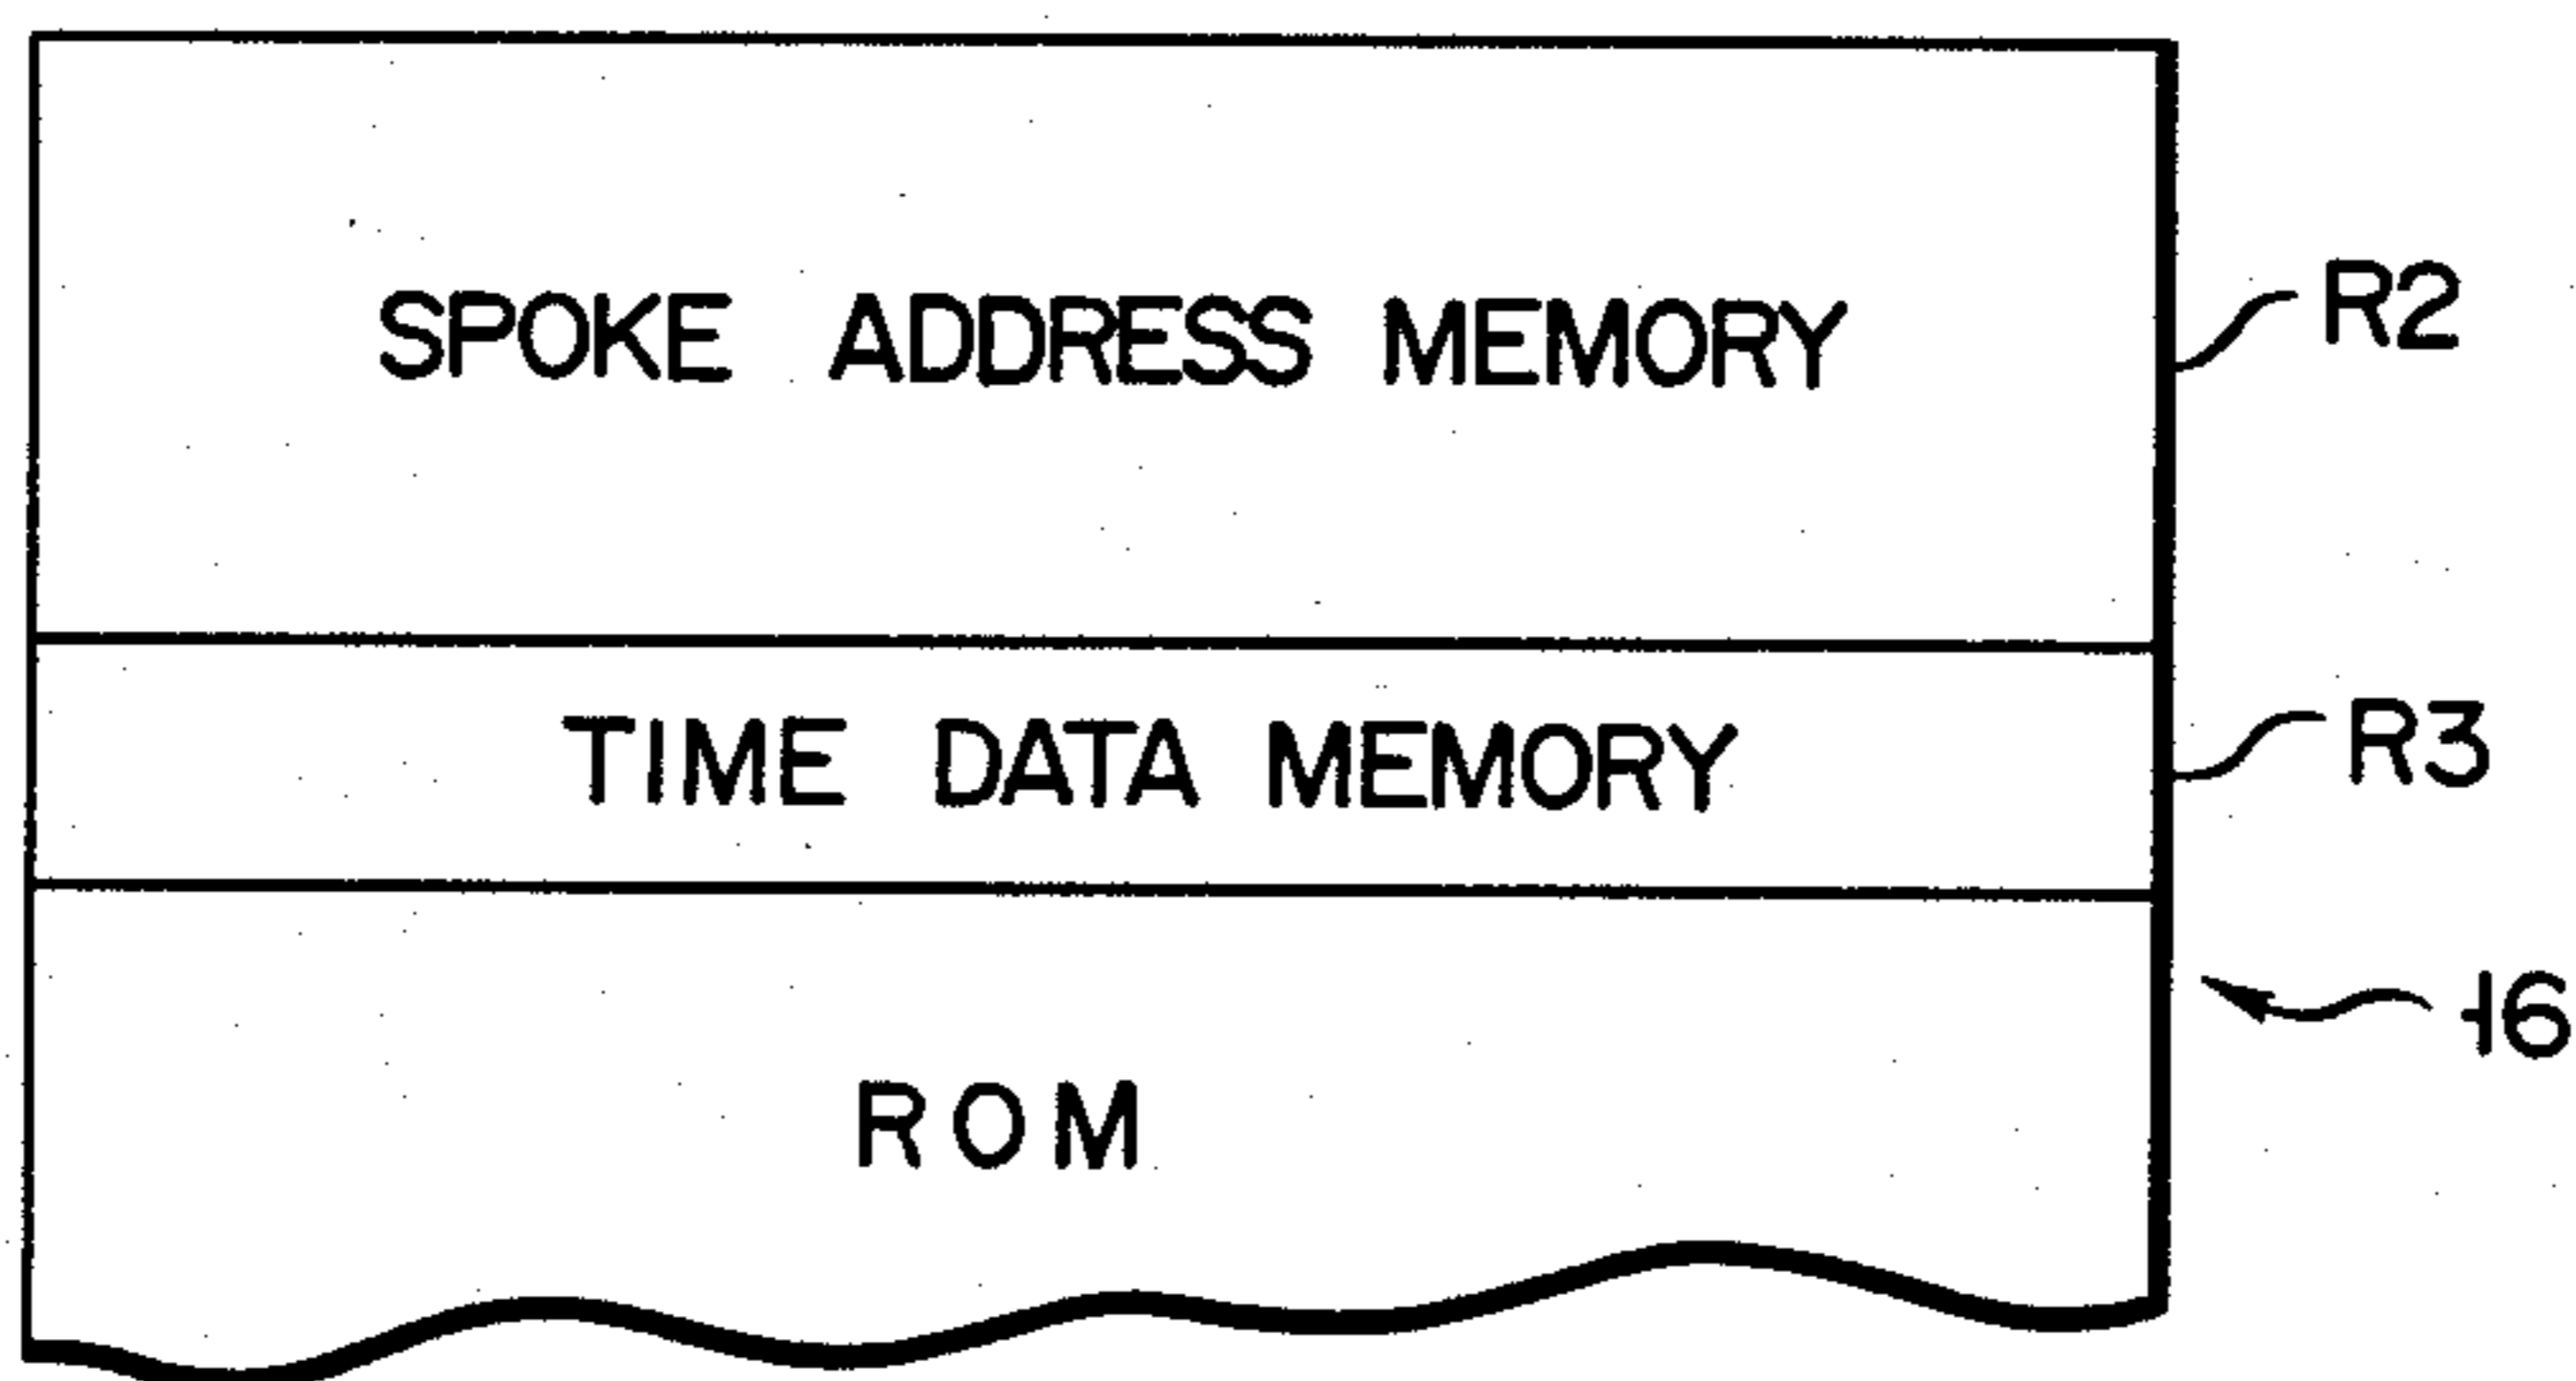 SPOKE ADDRESS MEMORY
R2
TIME DATA MEMORY
R3
16
ROM